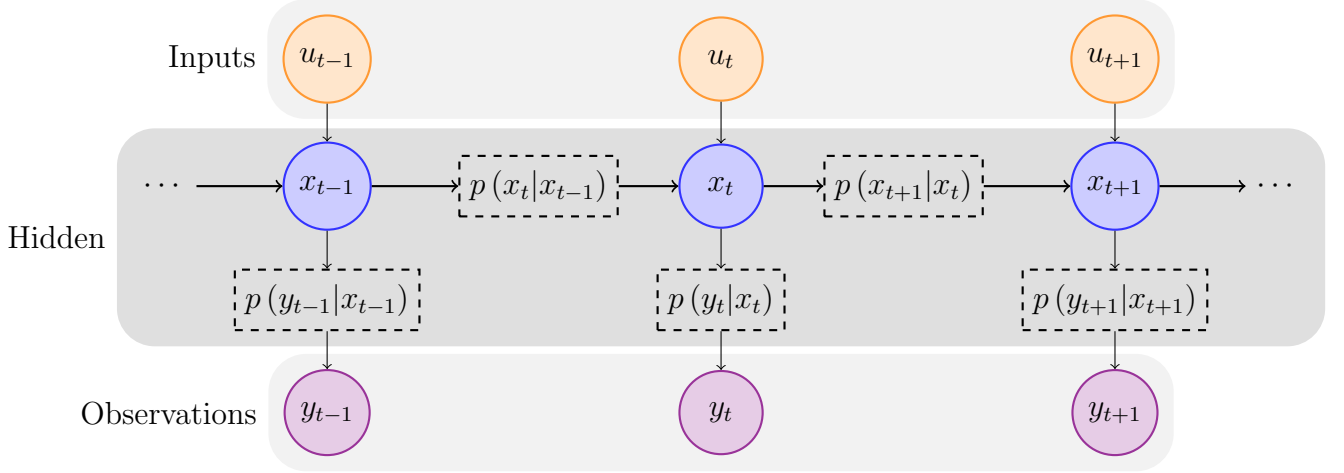 Inputs u_{t−1} u_t u_{t+1}
⋯ x_{t−1} p(x_t|x_{t−1}) x_t p(x_{t+1}|x_t) x_{t+1} ⋯
Hidden
p(y_{t−1}|x_{t−1}) p(y_t|x_t) p(y_{t+1}|x_{t+1})
Observations y_{t−1} y_t y_{t+1}